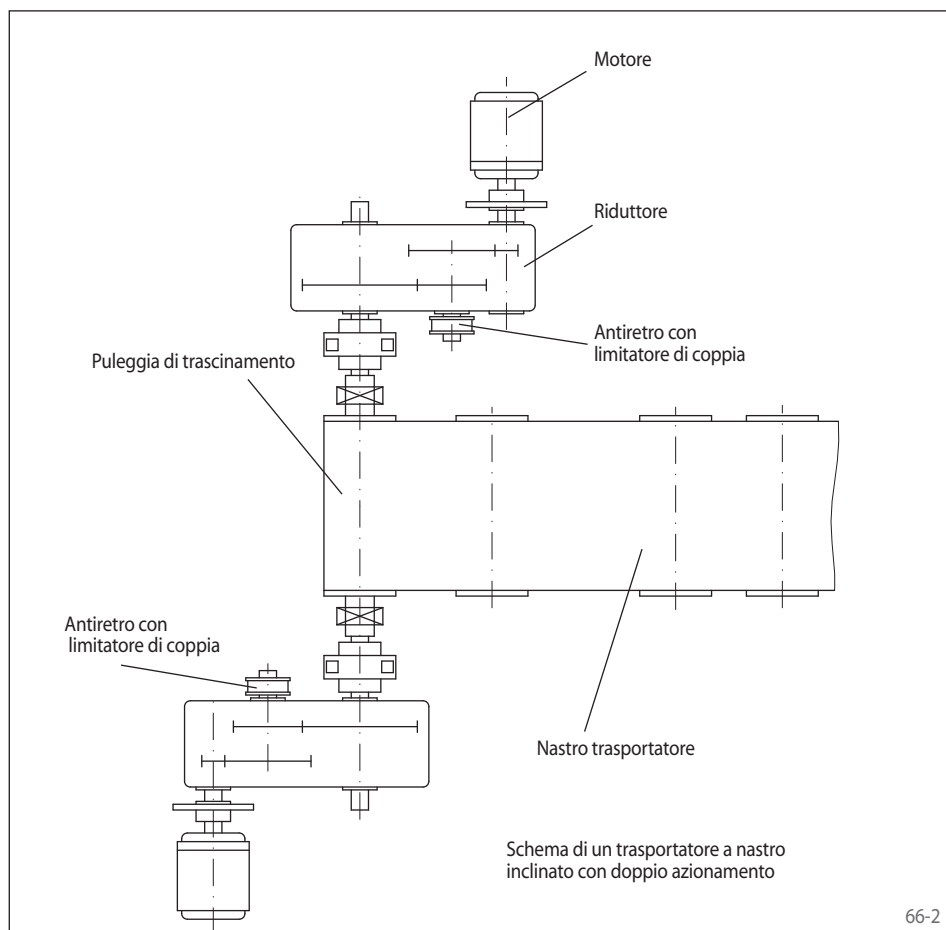 Motore
Riduttore
Antiretro con
limitatore di coppia
Puleggia di trascinamento
Antiretro con
limitatore di coppia
Nastro trasportatore
Schema di un trasportatore a nastro
inclinato con doppio azionamento
66-2